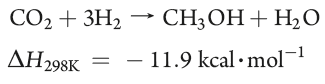 CO₂ + 3H₂ → CH₃OH + H₂O
ΔH₂₉₈K = − 11.9 kcal·mol⁻¹